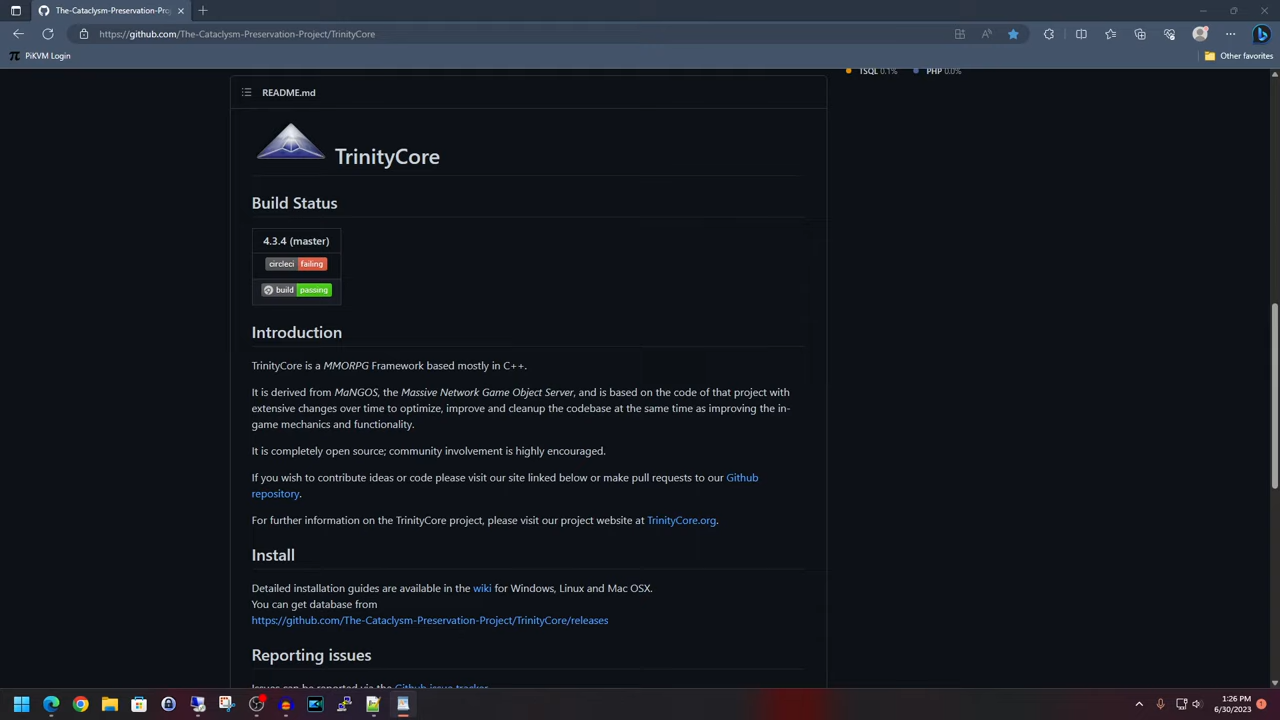 The-Cataclysm-Preservation-Pro
https://github.com/The-Cataclysm-Preservation-Project/TrinityCore
PiKVM Login
Other favorites
TSQL 0.1% PHP 0.0%
README.md
TrinityCore
Build Status
4.3.4 (master)
circleci failing
build passing
Introduction
TrinityCore is a MMORPG Framework based mostly in C++.
It is derived from MaNGOS, the Massive Network Game Object Server, and is based on the code of that project with
extensive changes over time to optimize, improve and cleanup the codebase at the same time as improving the in-
game mechanics and functionality.
It is completely open source; community involvement is highly encouraged.
If you wish to contribute ideas or code please visit our site linked below or make pull requests to our Github
repository.
For further information on the TrinityCore project, please visit our project website at TrinityCore.org.
Install
Detailed installation guides are available in the wiki for Windows, Linux and Mac OSX.
You can get database from
https://github.com/The-Cataclysm-Preservation-Project/TrinityCore/releases
Reporting issues
Issues can be reported via the Github issue tracker.
1:26 PM
6/30/2023